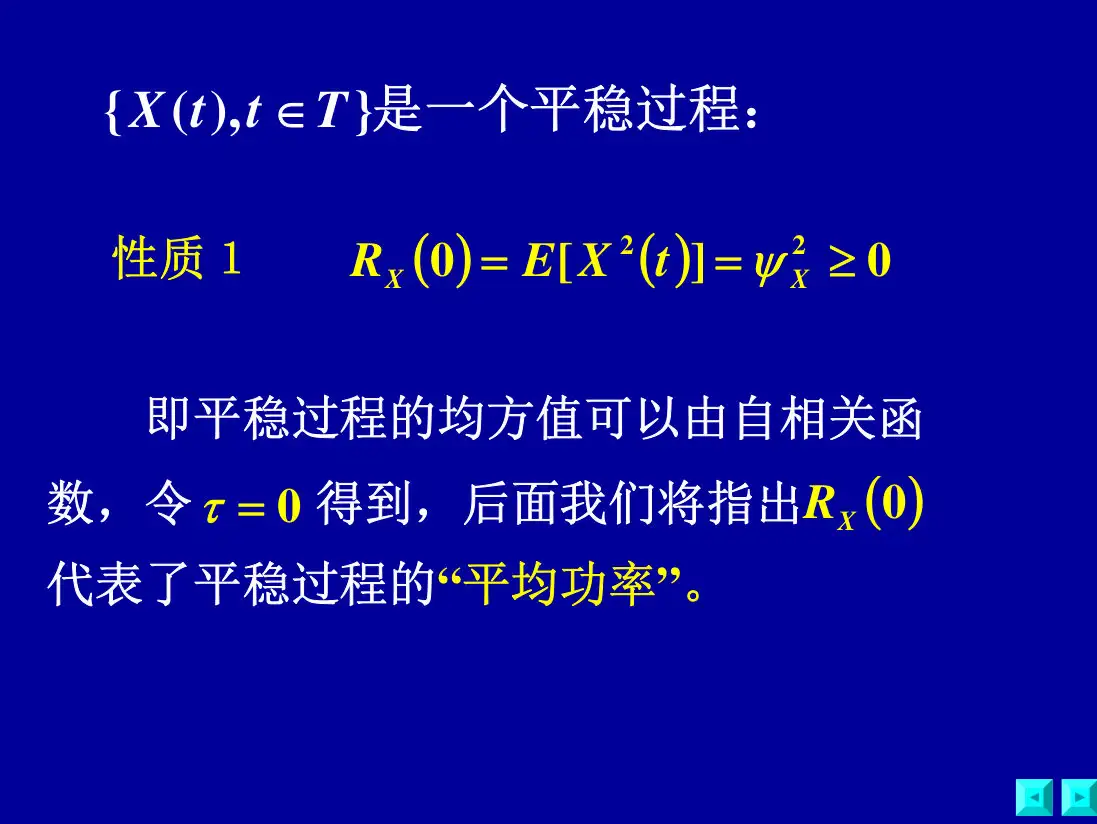 {X(t),t∈T}是一个平稳过程：
性质１ R_X(0)=E[X²(t)]=ψ²_X≥0
即平稳过程的均方值可以由自相关函
数，令τ=0得到，后面我们将指出R_X(0)
代表了平稳过程的“平均功率”。